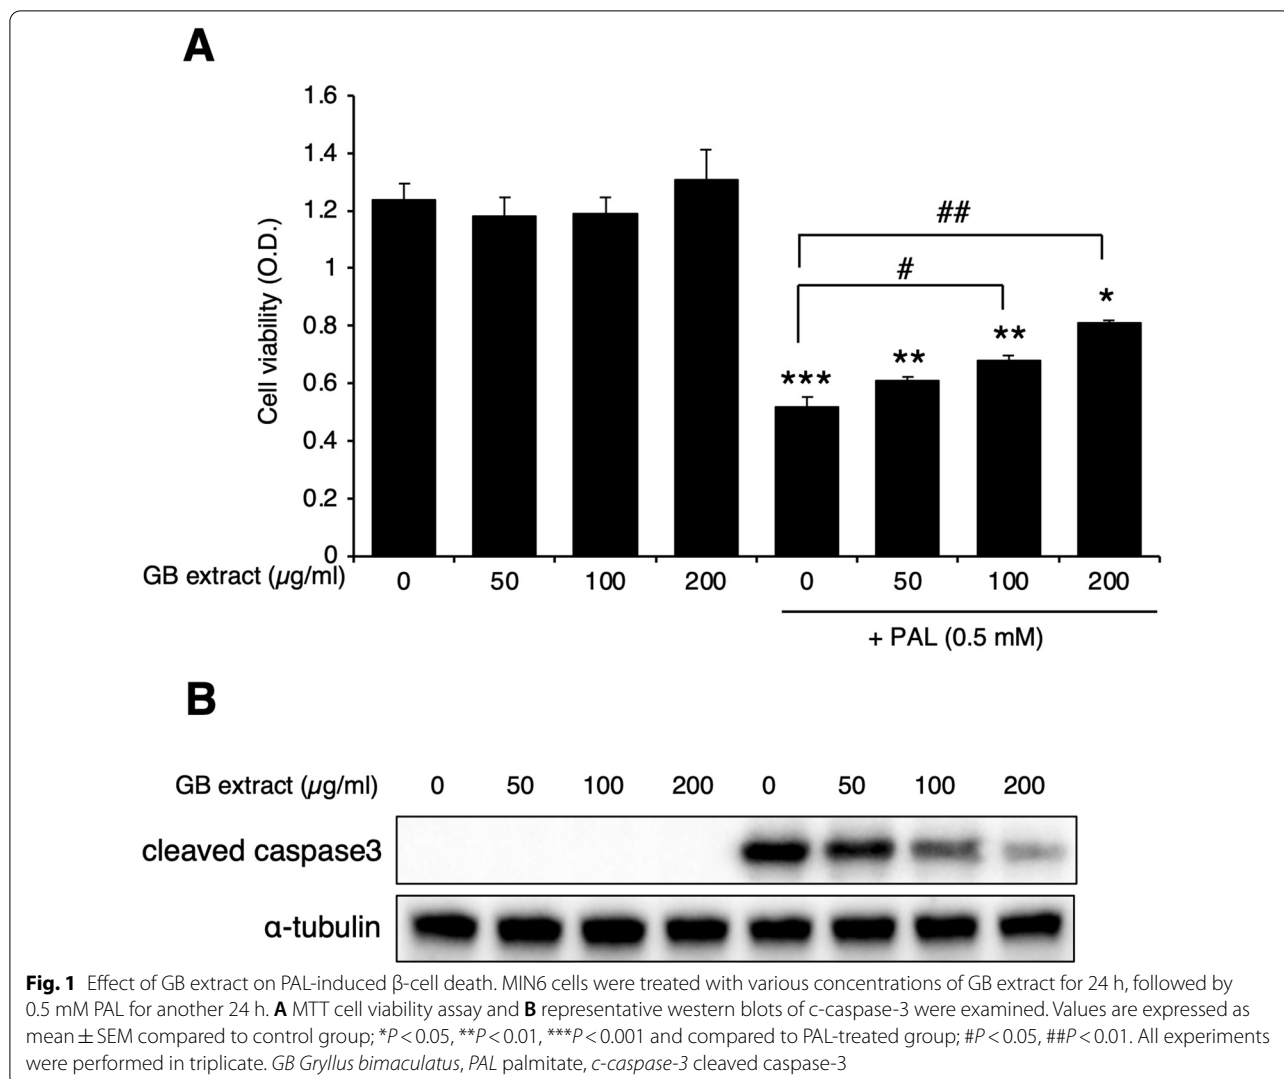 A
1.6
1.4
1.2
1
0.8
0.6
0.4
0.2
0
Cell viability (O.D.)
##
#
*
**
**
***
GB extract (µg/ml) 0 50 100 200 0 50 100 200
+ PAL (0.5 mM)
B
GB extract (µg/ml) 0 50 100 200 0 50 100 200
cleaved caspase3
α-tubulin
Fig. 1 Effect of GB extract on PAL-induced β-cell death. MIN6 cells were treated with various concentrations of GB extract for 24 h, followed by
0.5 mM PAL for another 24 h. A MTT cell viability assay and B representative western blots of c-caspase-3 were examined. Values are expressed as
mean ± SEM compared to control group; *P < 0.05, **P < 0.01, ***P < 0.001 and compared to PAL-treated group; #P < 0.05, ##P < 0.01. All experiments
were performed in triplicate. GB Gryllus bimaculatus, PAL palmitate, c-caspase-3 cleaved caspase-3